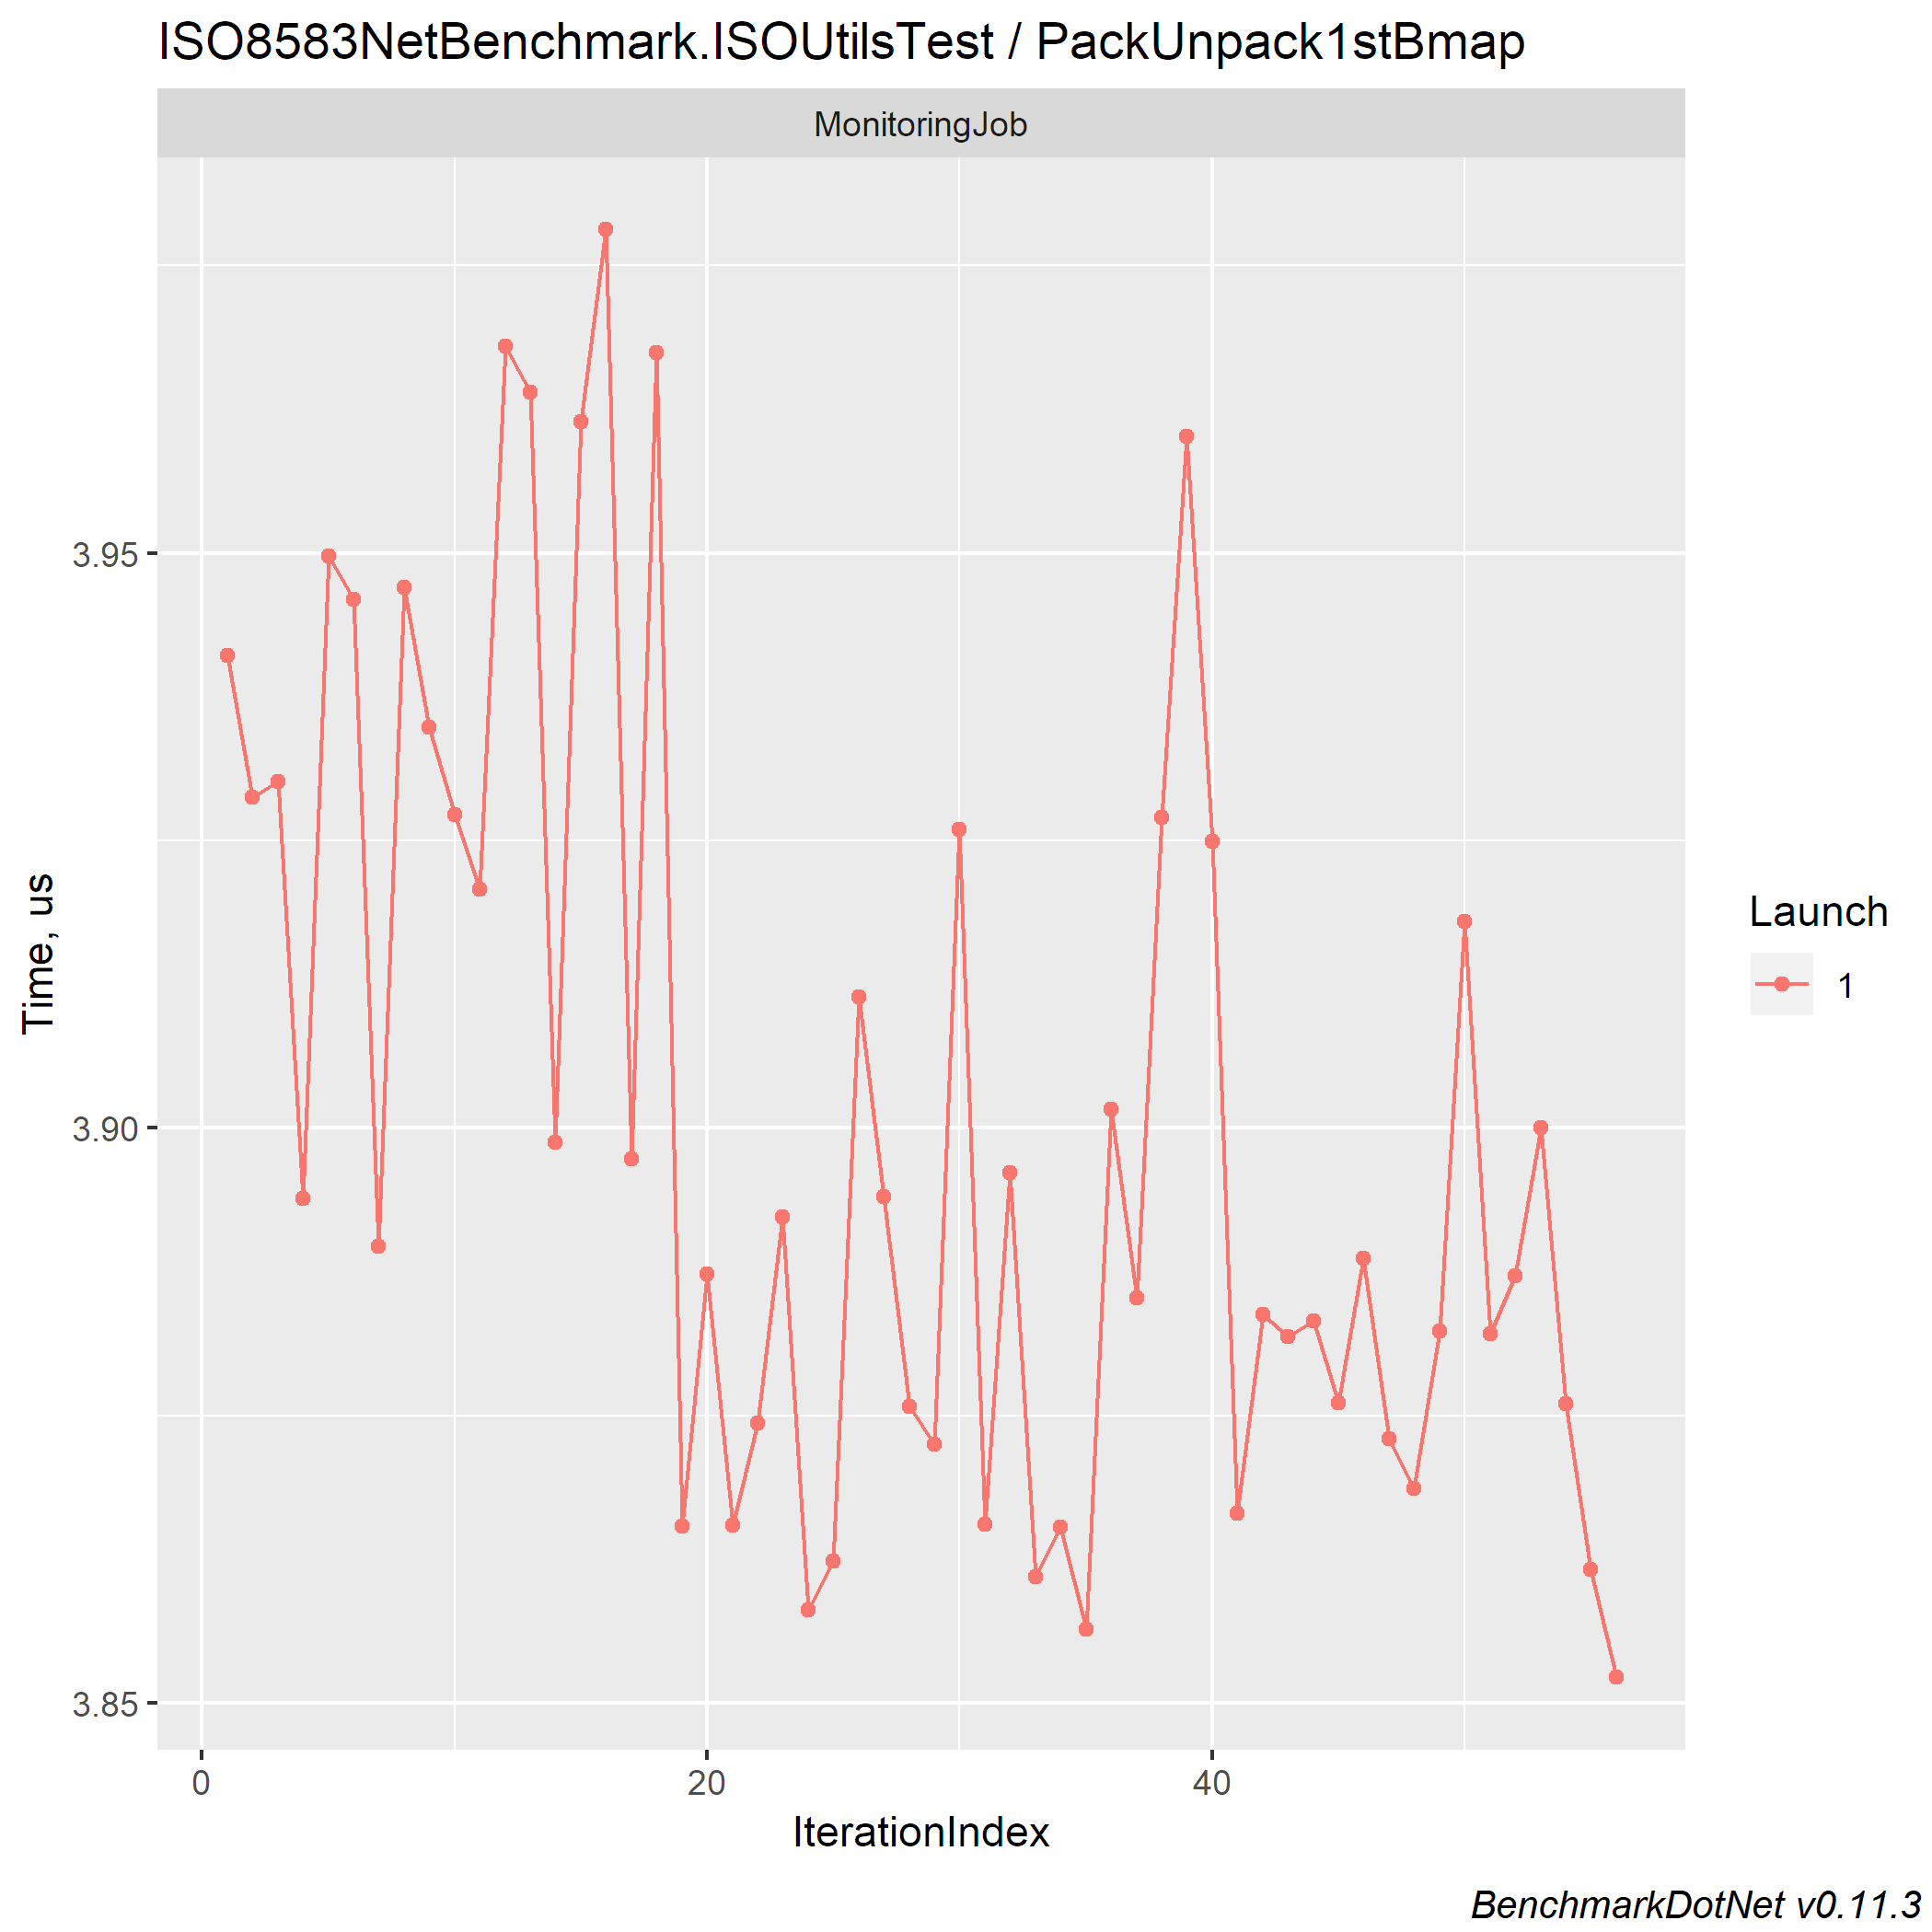 ISO8583NetBenchmark.ISOUtilsTest / PackUnpack1stBmap
MonitoringJob
Time, us
3.95
3.90
3.85
0
20
40
IterationIndex
Launch
1
BenchmarkDotNet v0.11.3